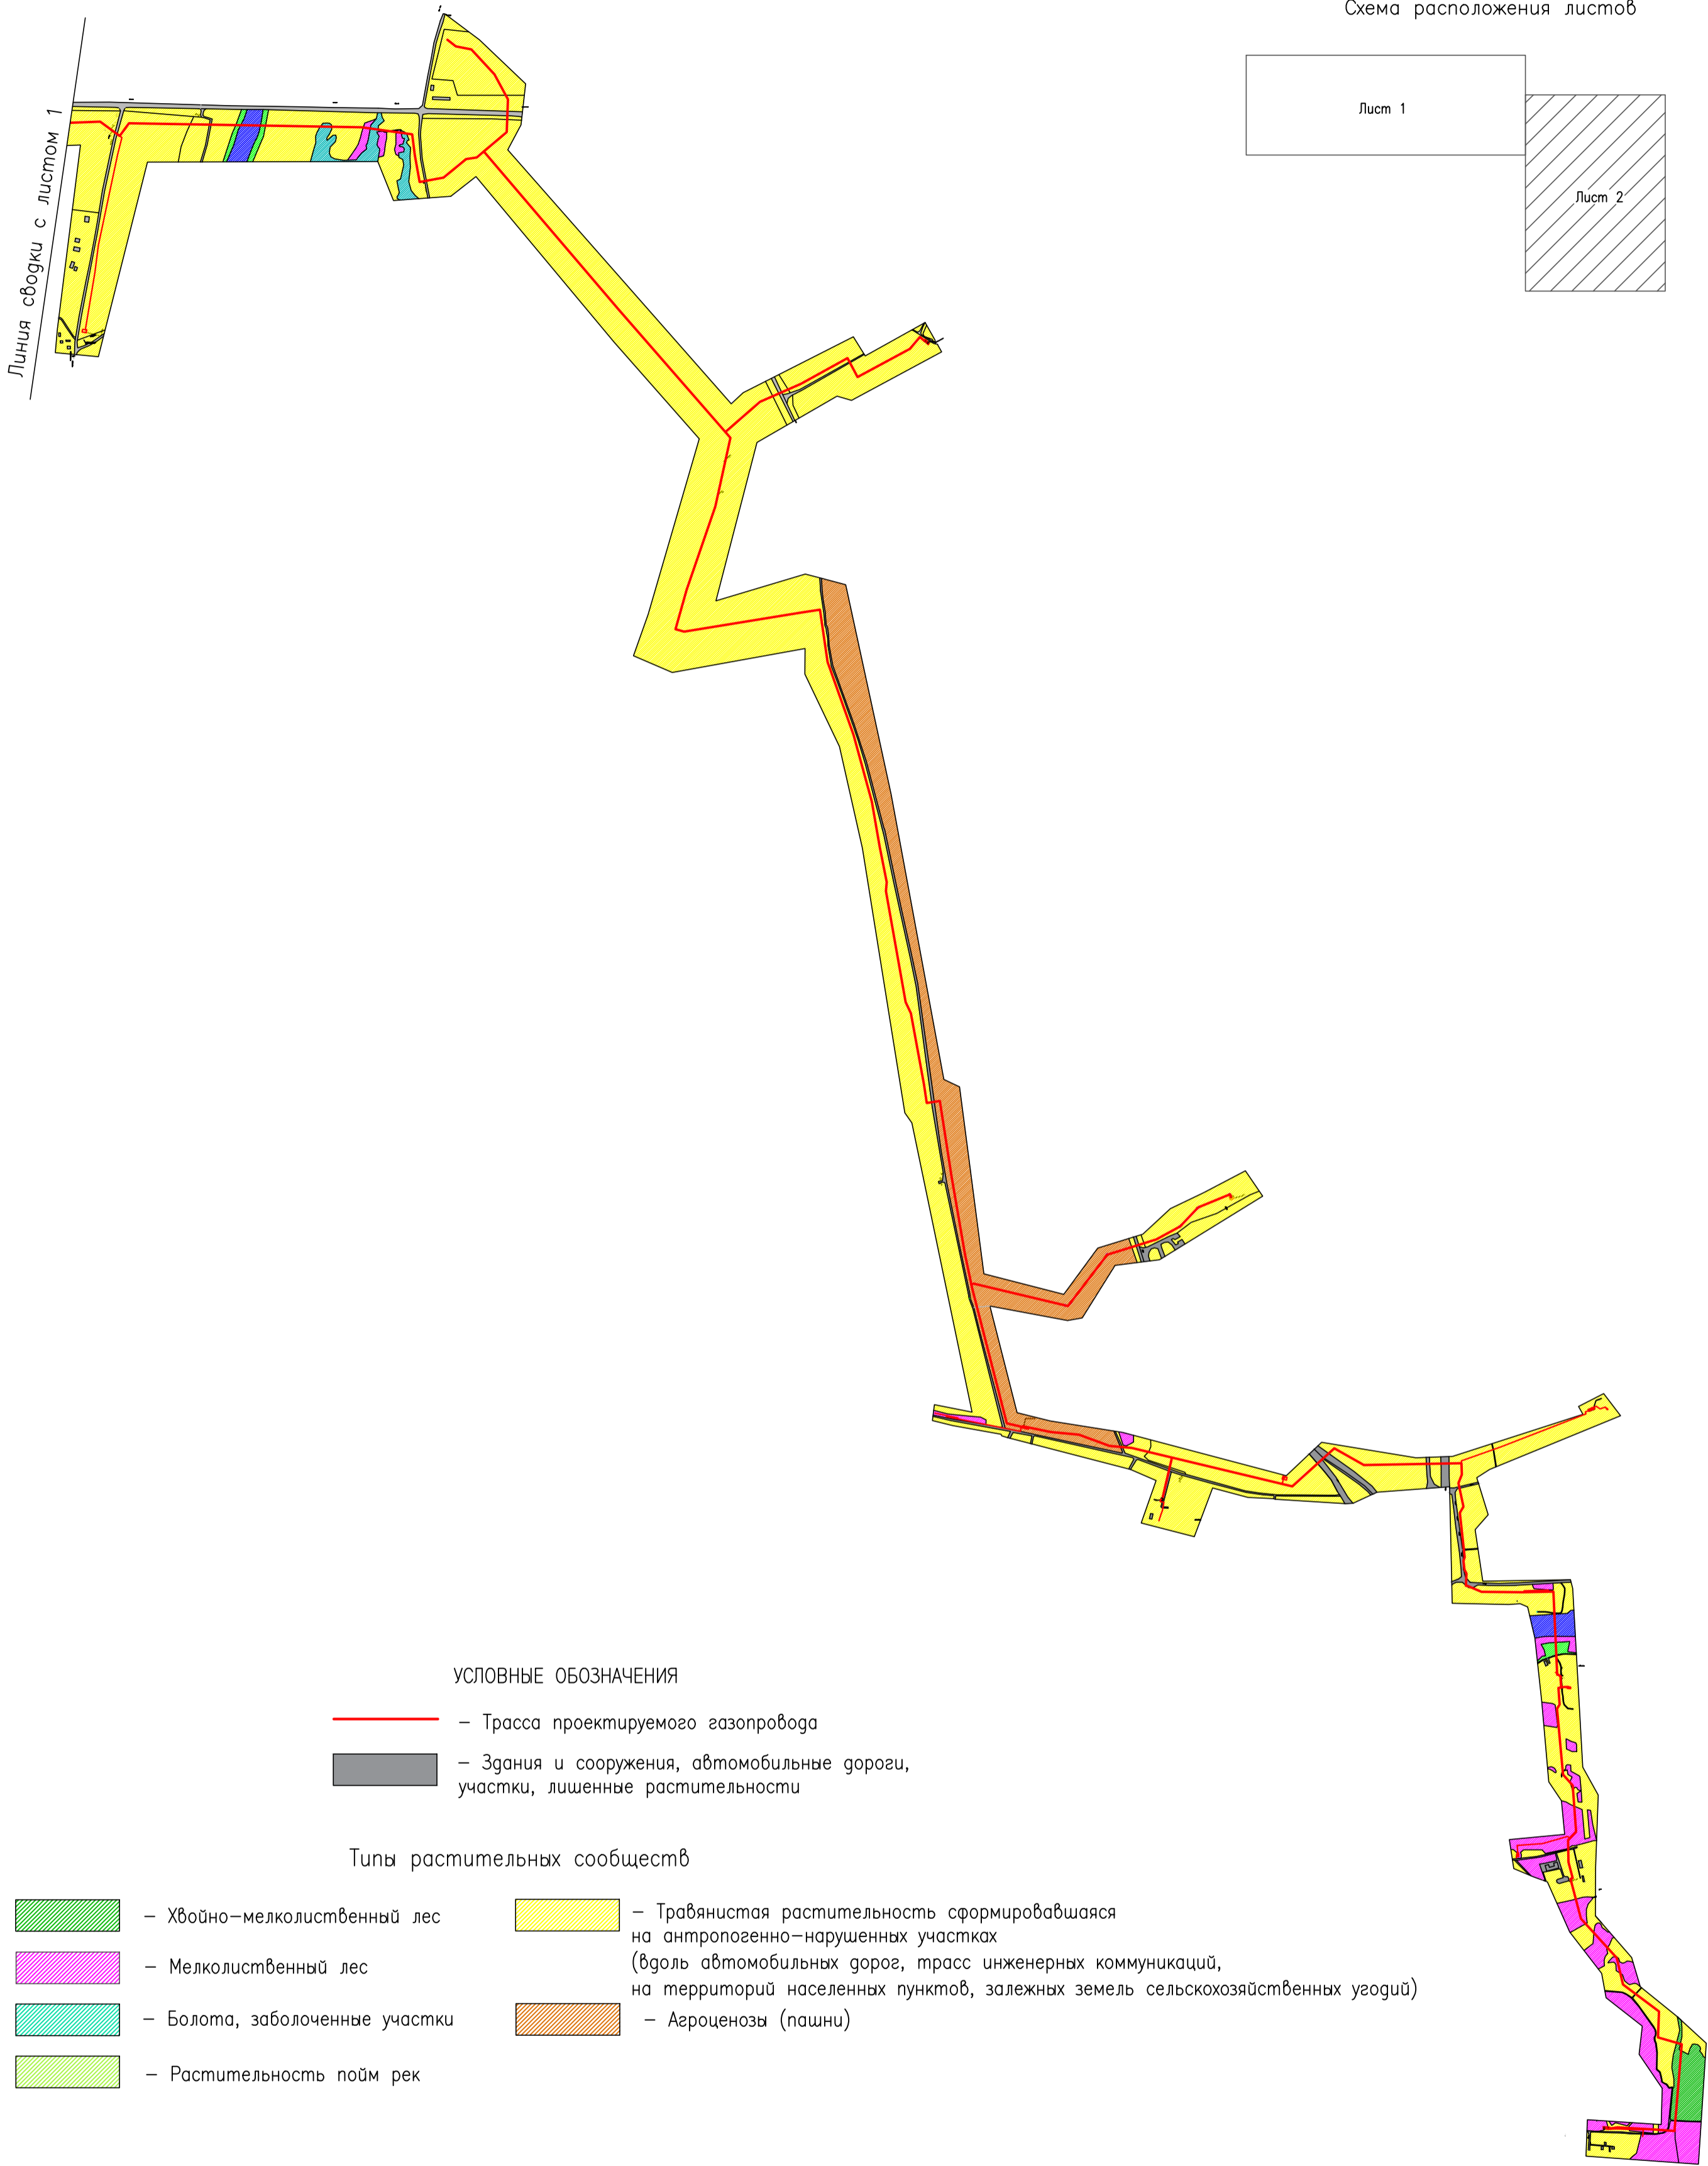 Схема расположения листов
Лист 1
Лист 2
Линия сводки с листом 1
УСЛОВНЫЕ ОБОЗНАЧЕНИЯ
– Трасса проектируемого газопровода
– Здания и сооружения, автомобильные дороги,
участки, лишенные растительности
Типы растительных сообществ
– Хвойно-мелколиственный лес
– Мелколиственный лес
– Болота, заболоченные участки
– Растительность пойм рек
– Травянистая растительность сформировавшаяся
на антропогенно-нарушенных участках
(вдоль автомобильных дорог, трасс инженерных коммуникаций,
на территорий населенных пунктов, залежных земель сельскохозяйственных угодий)
– Агроценозы (пашни)